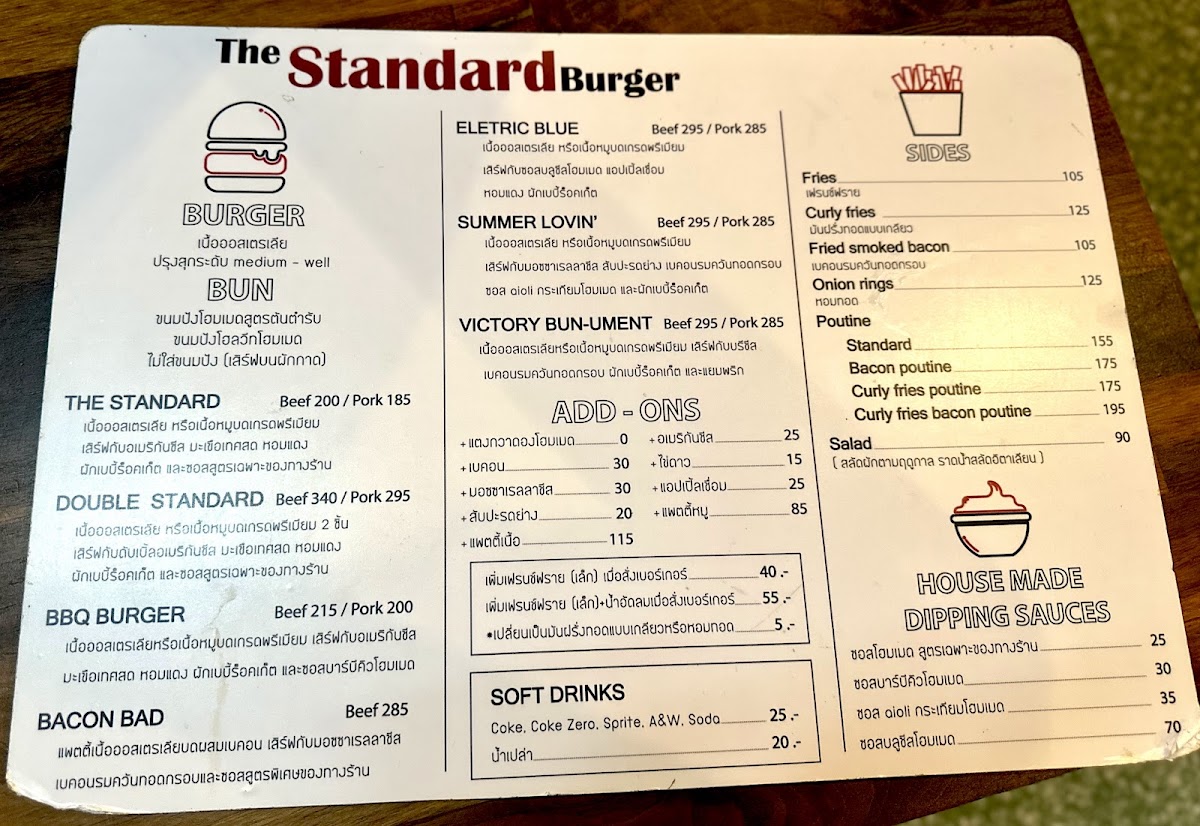 The Standard Burger
BURGER
เนื้อออสเตรเลีย
ปรุงสุกระดับ medium - well
BUN
ขนมปังโฮมเมดสูตรต้นตำรับ
ขนมปังโฮลวีทโฮมเมด
ไม่ใส่ขนมปัง (เสิร์ฟบนผักกาด)
THE STANDARD Beef 200 / Pork 185
เนื้อออสเตรเลีย หรือเนื้อหมูบดเกรดพรีเมียม
เสิร์ฟกับอเมริกันชีส มะเขือเทศสด หอมแดง
ผักเบบี้ร็อคเก็ต และซอสสูตรเฉพาะของทางร้าน
DOUBLE STANDARD Beef 340 / Pork 295
เนื้อออสเตรเลีย หรือเนื้อหมูบดเกรดพรีเมียม 2 ชิ้น
เสิร์ฟกับดับเบิ้ลอเมริกันชีส มะเขือเทศสด หอมแดง
ผักเบบี้ร็อคเก็ต และซอสสูตรเฉพาะของทางร้าน
BBQ BURGER Beef 215 / Pork 200
เนื้อออสเตรเลียหรือเนื้อหมูบดเกรดพรีเมียม เสิร์ฟกับอเมริกันชีส
มะเขือเทศสด หอมแดง ผักเบบี้ร็อคเก็ต และซอสบาร์บีคิวโฮมเมด
BACON BAD Beef 285
แพตตี้เนื้อออสเตรเลียบดผสมเบคอน เสิร์ฟกับมอซซาเรลลาชีส
เบคอนรมควันทอดกรอบและซอสสูตรพิเศษของทางร้าน
ELETRIC BLUE Beef 295 / Pork 285
เนื้อออสเตรเลีย หรือเนื้อหมูบดเกรดพรีเมียม
เสิร์ฟกับซอสบลูชีสโฮมเมด แอปเปิ้ลเชื่อม
หอมแดง ผักเบบี้ร็อคเก็ต
SUMMER LOVIN' Beef 295 / Pork 285
เนื้อออสเตรเลีย หรือเนื้อหมูบดเกรดพรีเมียม
เสิร์ฟกับมอซซาเรลลาชีส สับปะรดย่าง เบคอนรมควันทอดกรอบ
ซอส aioli กระเทียมโฮมเมด และผักเบบี้ร็อคเก็ต
VICTORY BUN-UMENT Beef 295 / Pork 285
เนื้อออสเตรเลียหรือเนื้อหมูบดเกรดพรีเมียม เสิร์ฟกับบรีชีส
เบคอนรมควันทอดกรอบ ผักเบบี้ร็อคเก็ต และแยมพริก
ADD - ONS
+แตงกวาดองโฮมเมด 0
+เบคอน 30
+มอซซาเรลลาชีส 30
+สับปะรดย่าง 20
+แพตตี้เนื้อ 115
+อเมริกันชีส 25
+ไข่ดาว 15
+แอปเปิ้ลเชื่อม 25
+แพตตี้หมู 85
เพิ่มเฟรนช์ฟราย (เล็ก) เมื่อสั่งเบอร์เกอร์ 40 .-
เพิ่มเฟรนช์ฟราย (เล็ก)+น้ำอัดลมเมื่อสั่งเบอร์เกอร์ 55 .-
*เปลี่ยนเป็นมันฝรั่งทอดแบบเกลียวหรือหอมทอด 5 .-
SOFT DRINKS
Coke, Coke Zero, Sprite, A&W, Soda 25 .-
น้ำเปล่า 20 .-
SIDES
Fries 105
เฟรนช์ฟราย
Curly fries 125
มันฝรั่งทอดแบบเกลียว
Fried smoked bacon 105
เบคอนรมควันทอดกรอบ
Onion rings 125
หอมทอด
Poutine
Standard 155
Bacon poutine 175
Curly fries poutine 175
Curly fries bacon poutine 195
Salad 90
( สลัดผักตามฤดูกาล ราดน้ำสลัดอิตาเลียน )
HOUSE MADE
DIPPING SAUCES
ซอสโฮมเมด สูตรเฉพาะของทางร้าน 25
ซอสบาร์บีคิวโฮมเมด 30
ซอส aioli กระเทียมโฮมเมด 35
ซอสบลูชีสโฮมเมด 70